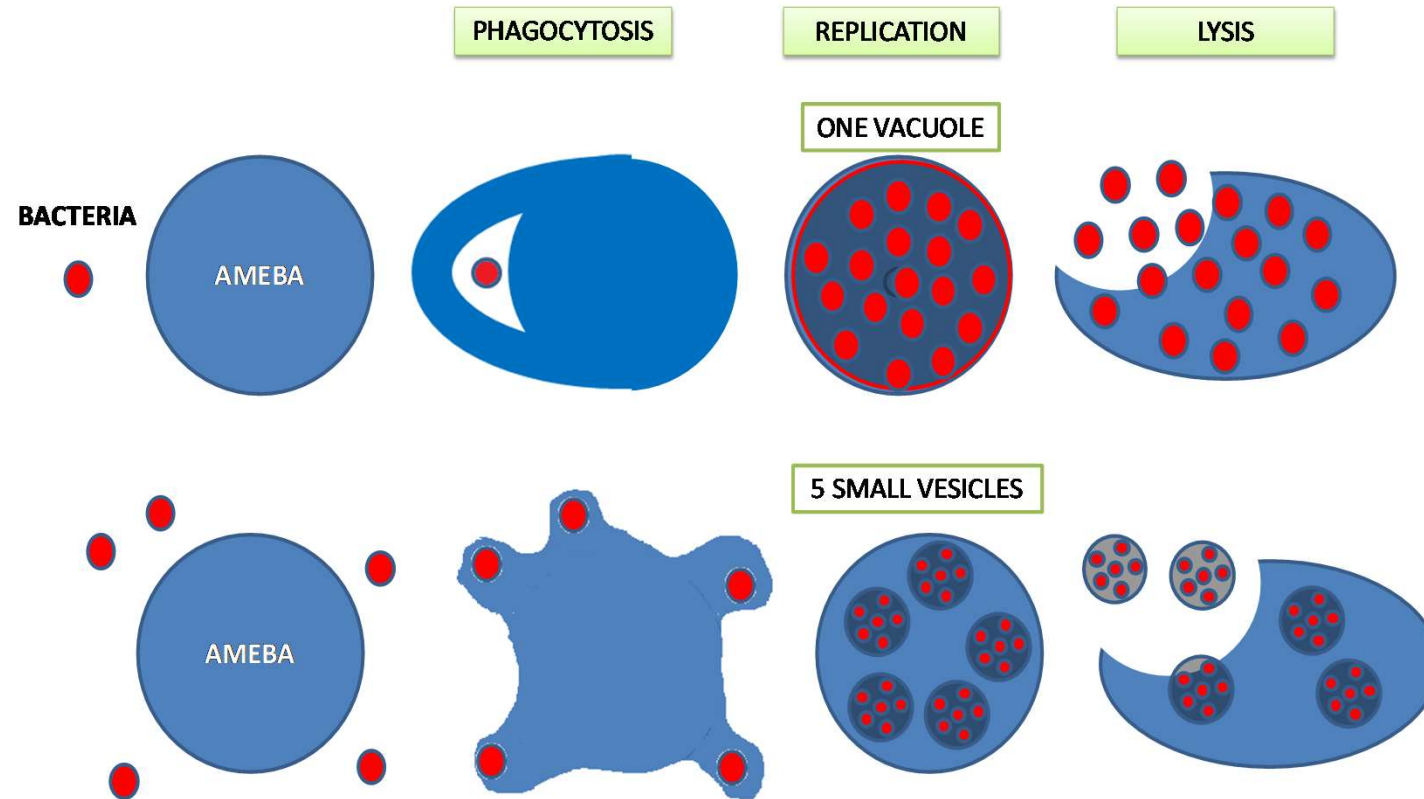 PHAGOCYTOSIS
REPLICATION
LYSIS
ONE VACUOLE
BACTERIA
AMEBA
5 SMALL VESICLES
AMEBA